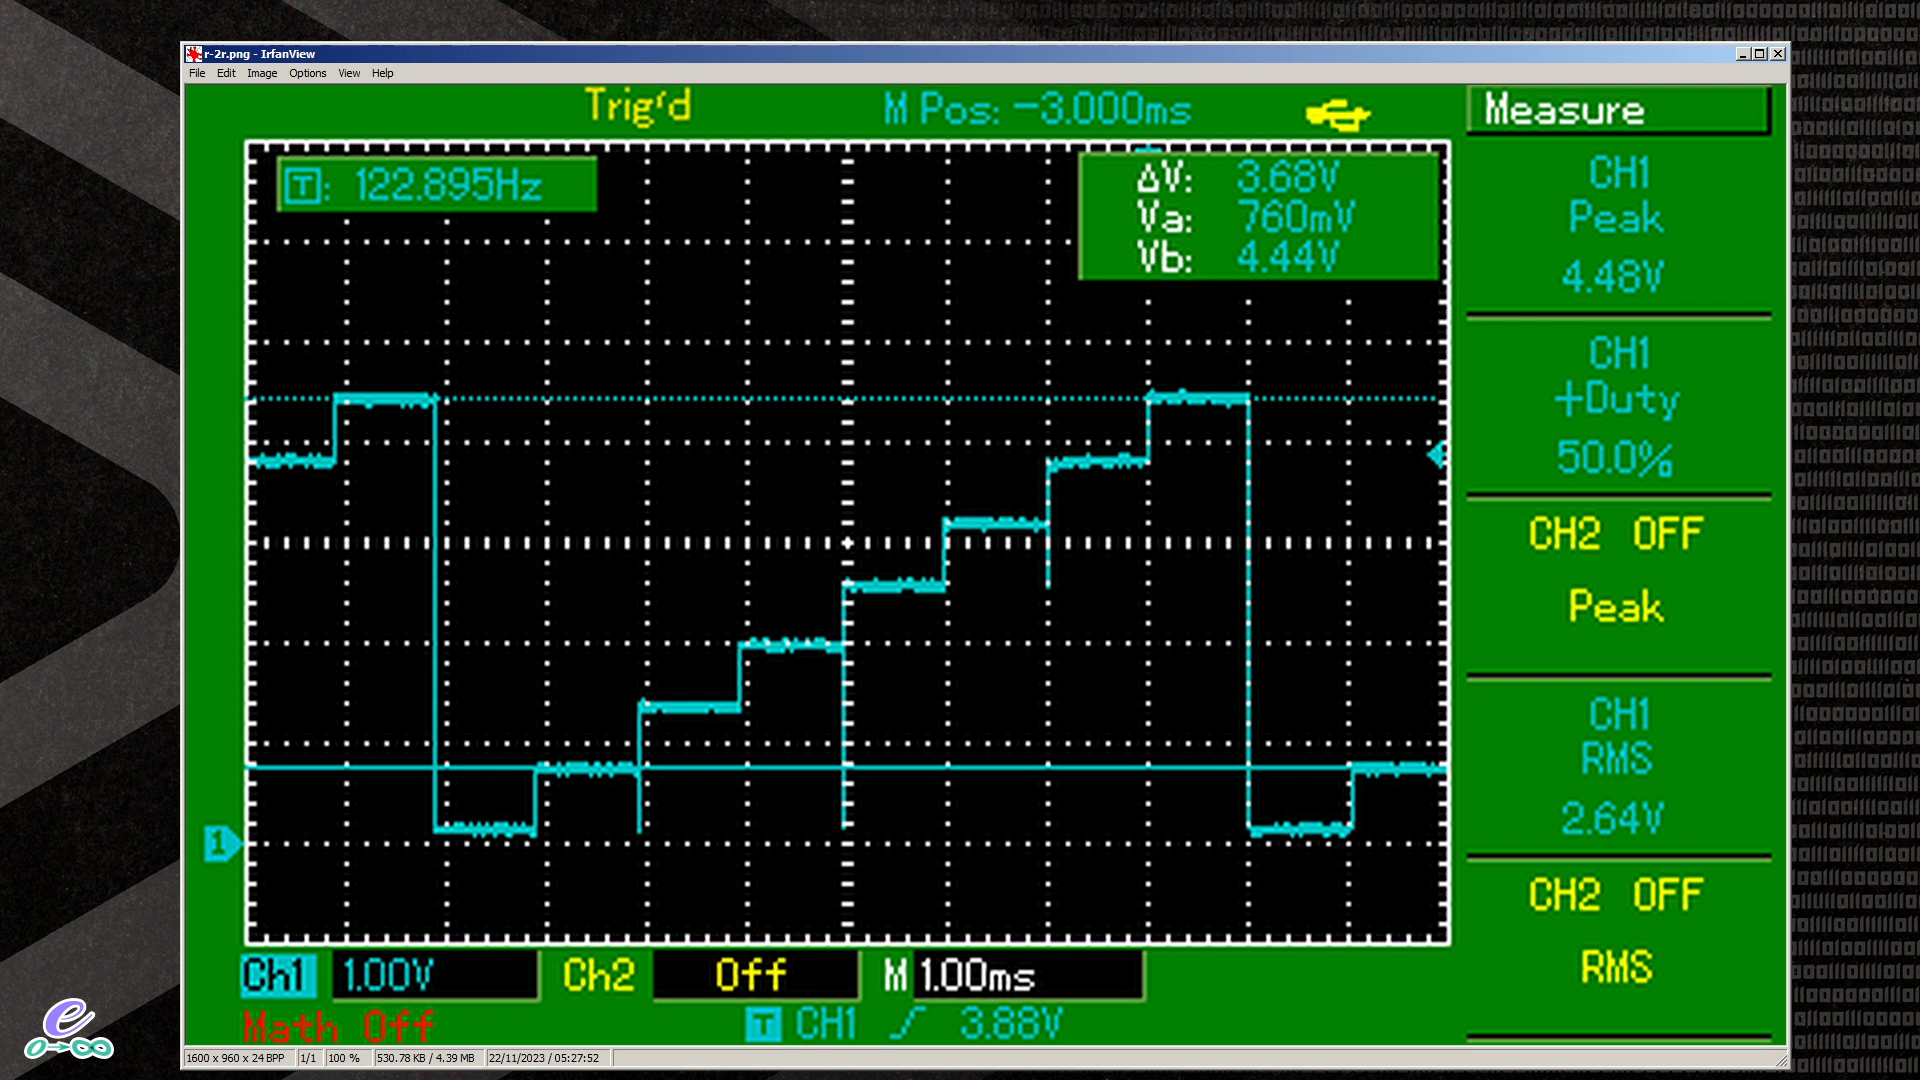 r-2r.png - IrfanView
File Edit Image Options View Help
Trig'd M Pos: -3.000ms
Measure
T: 122.895Hz
ΔV: 3.68V
Va: 760mV
Vb: 4.44V
CH1
Peak
4.48V
CH1
+Duty
50.0%
CH2 OFF
Peak
CH1
RMS
2.64V
CH2 OFF
RMS
1
Ch1 1.00V Ch2 Off M 1.00ms
Math Off T CH1 3.88V
1600 x 960 x 24 BPP 1/1 100 % 530.78 KB / 4.39 MB 22/11/2023 / 05:27:52
e
0→∞